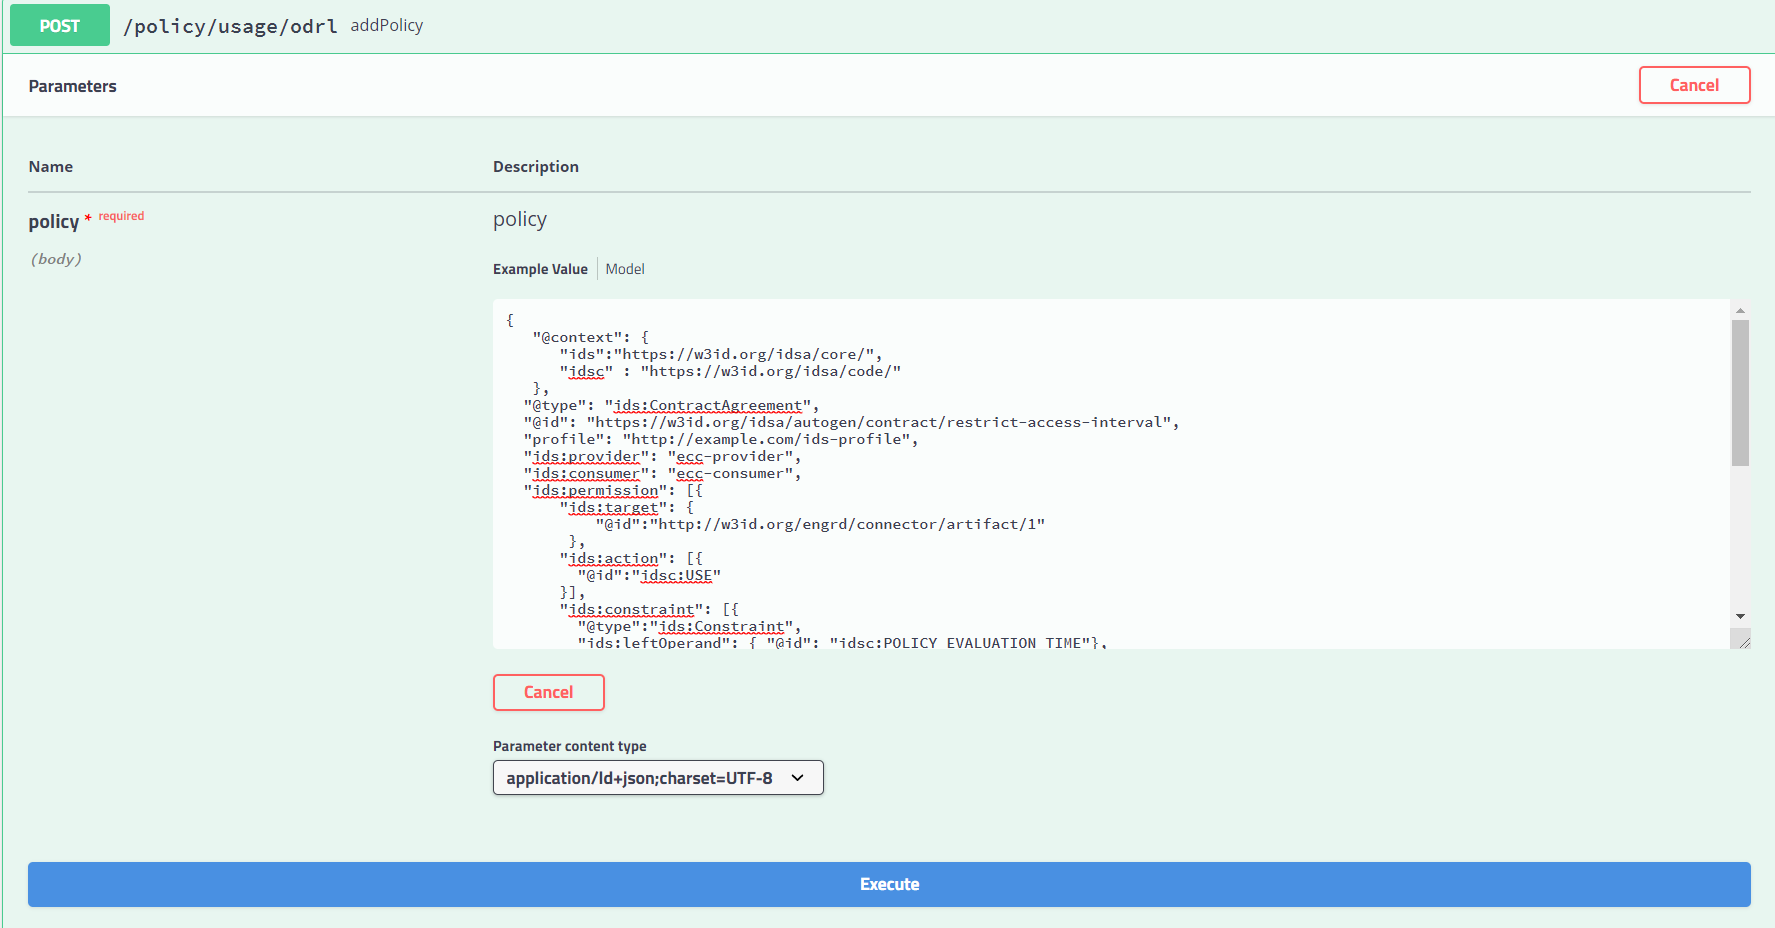 POST /policy/usage/odrl addPolicy
Parameters Cancel
Name Description
policy * required policy
(body)
Example Value Model
{
"@context": {
"ids":"https://w3id.org/idsa/core/",
"idsc" : "https://w3id.org/idsa/code/"
},
"@type": "ids:ContractAgreement",
"@id": "https://w3id.org/idsa/autogen/contract/restrict-access-interval",
"profile": "http://example.com/ids-profile",
"ids:provider": "ecc-provider",
"ids:consumer": "ecc-consumer",
"ids:permission": [{
"ids:target": {
"@id":"http://w3id.org/engrd/connector/artifact/1"
},
"ids:action": [{
"@id":"idsc:USE"
}],
"ids:constraint": [{
"@type":"ids:Constraint",
"ids:leftOperand": { "@id": "idsc:POLICY_EVALUATION_TIME"},
Cancel
Parameter content type
application/ld+json;charset=UTF-8
Execute